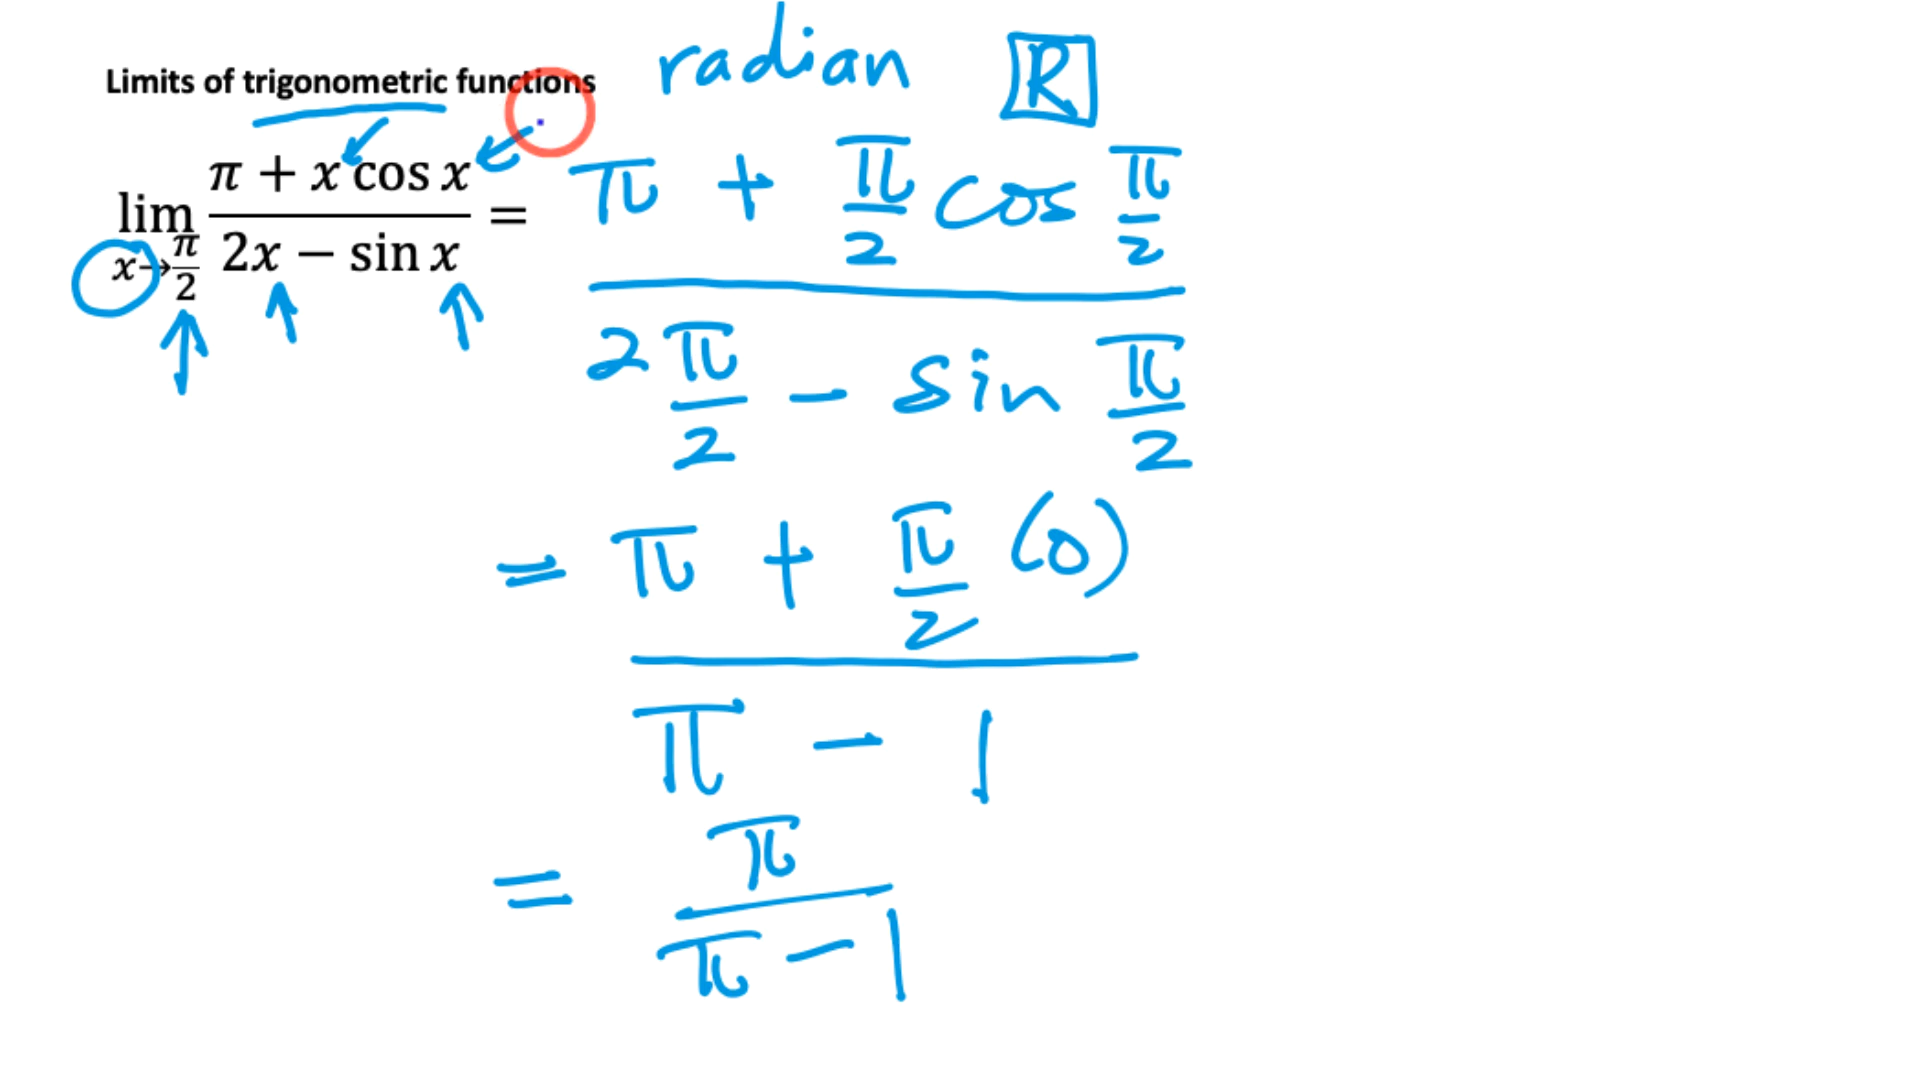 Limits of trigonometric functions radian R
lim x→π/2 (π + x cos x)/(2x − sin x) = (π + π/2 cos π/2)/(2 π/2 − sin π/2)
= (π + π/2 (0))/(π − 1)
= π/(π − 1)